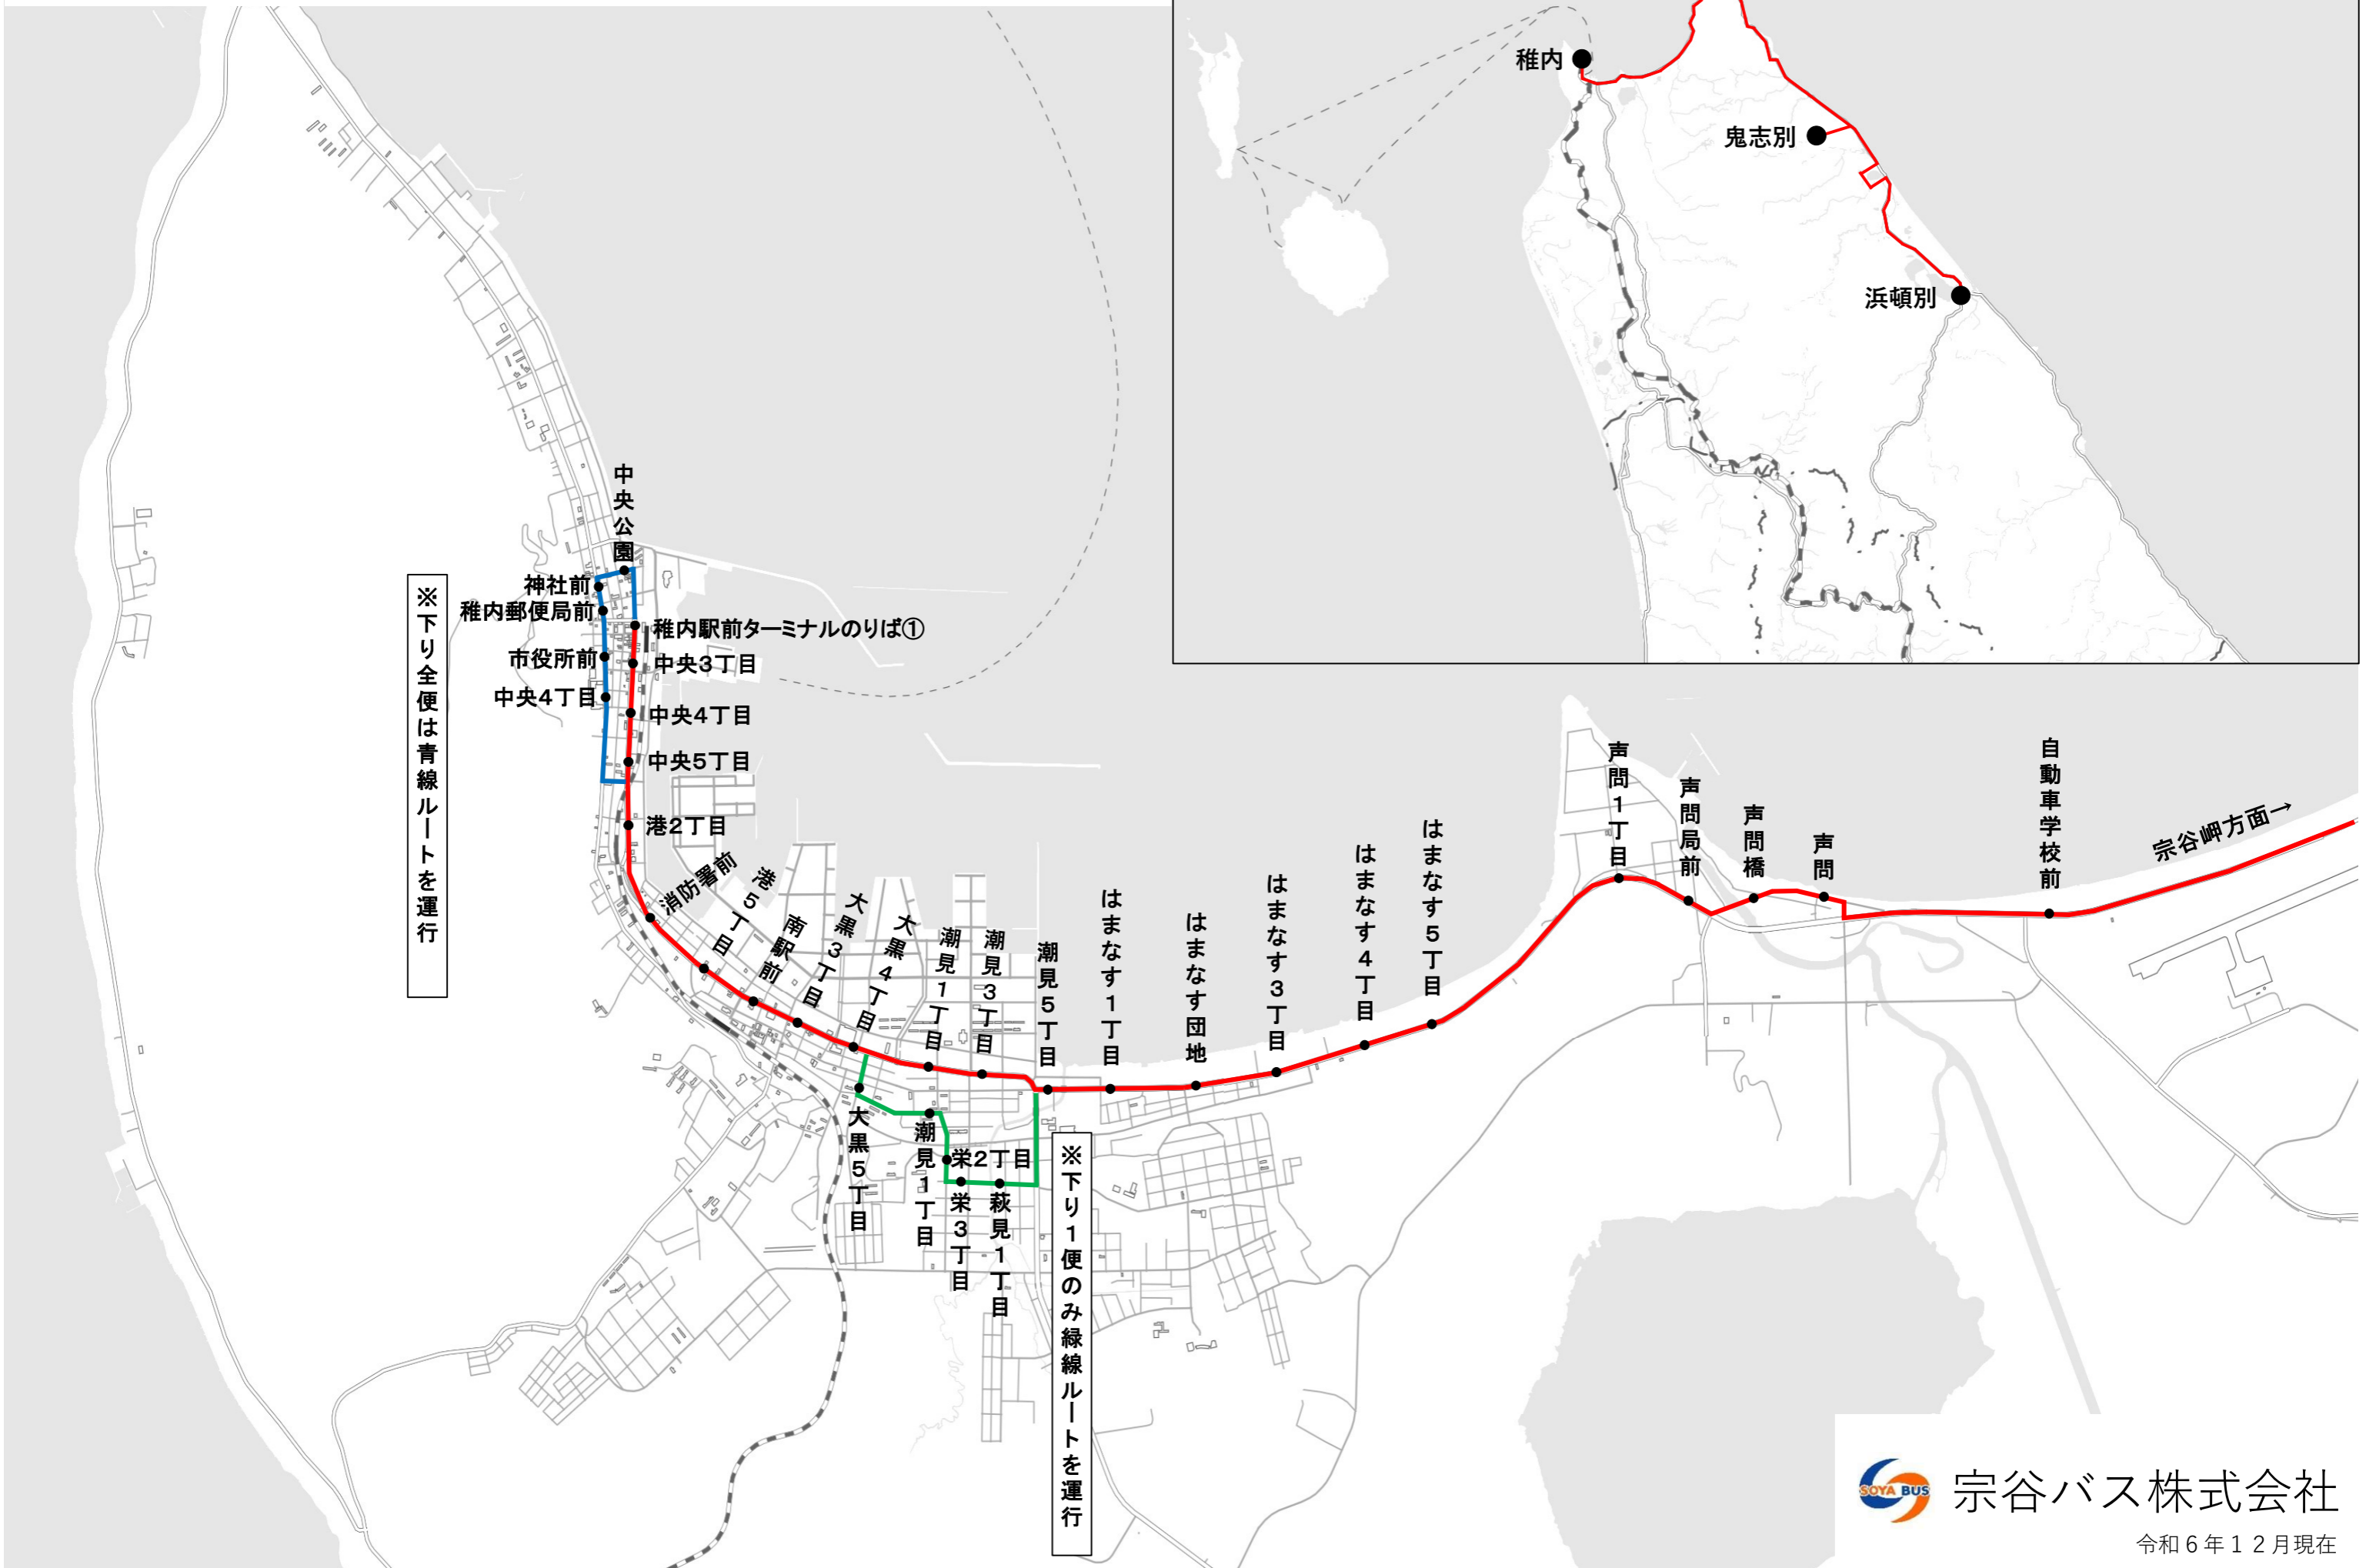 稚内
鬼志別
浜頓別
中央公園
神社前
稚内郵便局前
市役所前
中央4丁目
稚内駅前ターミナルのりば①
中央3丁目
中央4丁目
中央5丁目
港2丁目
※下り全便は青線ルートを運行
消防署前
港5丁目
南駅前
大黒3丁目
大黒4丁目
潮見1丁目
潮見3丁目
潮見5丁目
はまなす1丁目
はまなす団地
はまなす3丁目
はまなす4丁目
はまなす5丁目
声問1丁目
声問局前
声問橋
声問
自動車学校前
宗谷岬方面→
大黒5丁目
潮見1丁目
栄2丁目
栄3丁目
萩見1丁目
※下り1便のみ緑線ルートを運行
SOYA BUS
宗谷バス株式会社
令和6年12月現在